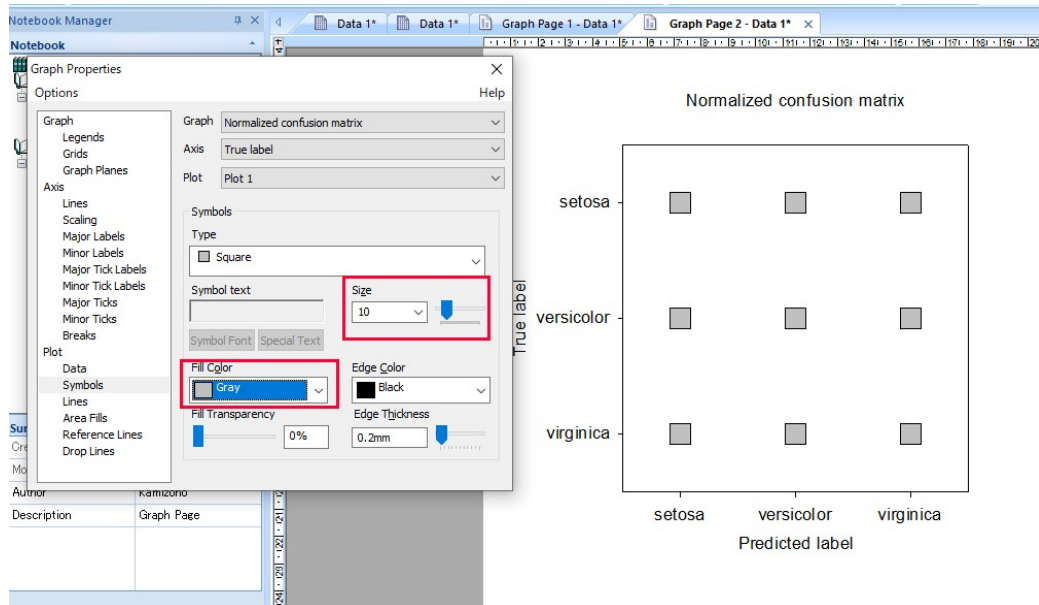 Notebook Manager
Data 1*
Data 1*
Graph Page 1 - Data 1*
Graph Page 2 - Data 1*
Notebook
Graph Properties
Options
Help
Graph
Legends
Grids
Graph Planes
Axis
Lines
Scaling
Major Labels
Minor Labels
Major Tick Labels
Minor Tick Labels
Major Ticks
Minor Ticks
Breaks
Plot
Data
Symbols
Lines
Area Fills
Reference Lines
Drop Lines
Graph Normalized confusion matrix
Axis True label
Plot Plot 1
Symbols
Type
Square
Symbol text
Size
10
Symbol Font
Special Text
Fill Color
Gray
Edge Color
Black
Fill Transparency
0%
Edge Thickness
0.2mm
Author
Kamizono
Description
Graph Page
Normalized confusion matrix
True label
setosa
versicolor
virginica
setosa versicolor virginica
Predicted label